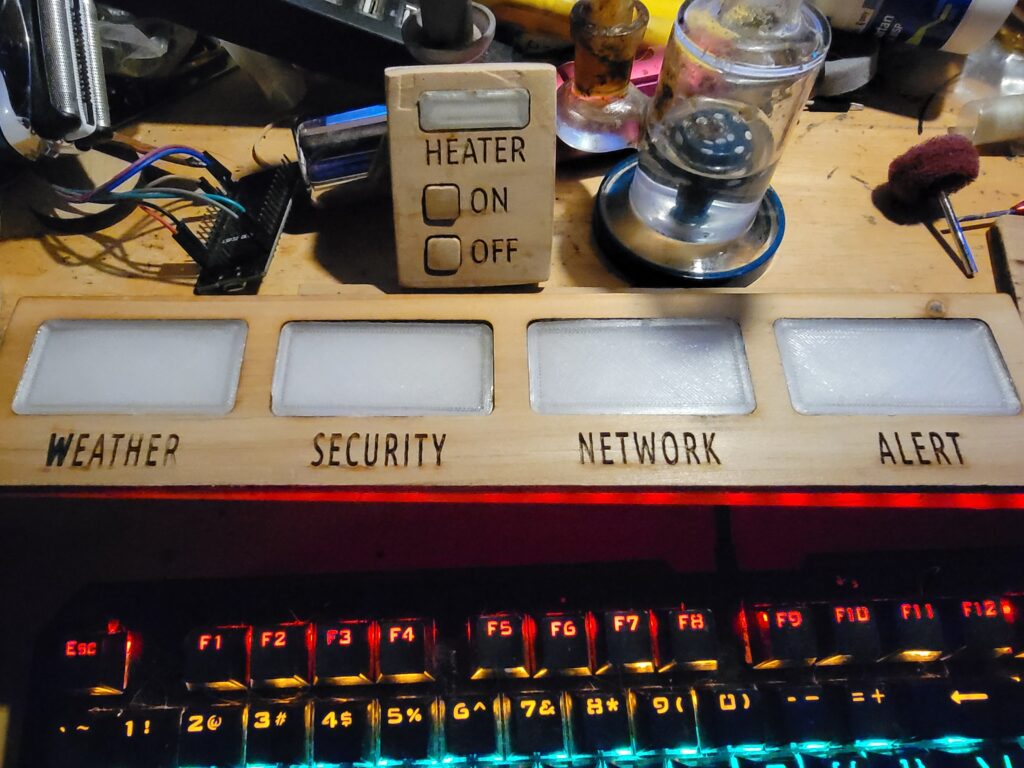 HEATER
ON
OFF
WEATHER SECURITY NETWORK ALERT
Esc F1 F2 F3 F4 F5 F6 F7 F8 F9 F10 F11 F12
`~ 1! 2@ 3# 4$ 5% 6^ 7& 8* 9( 0) -- =+ ←